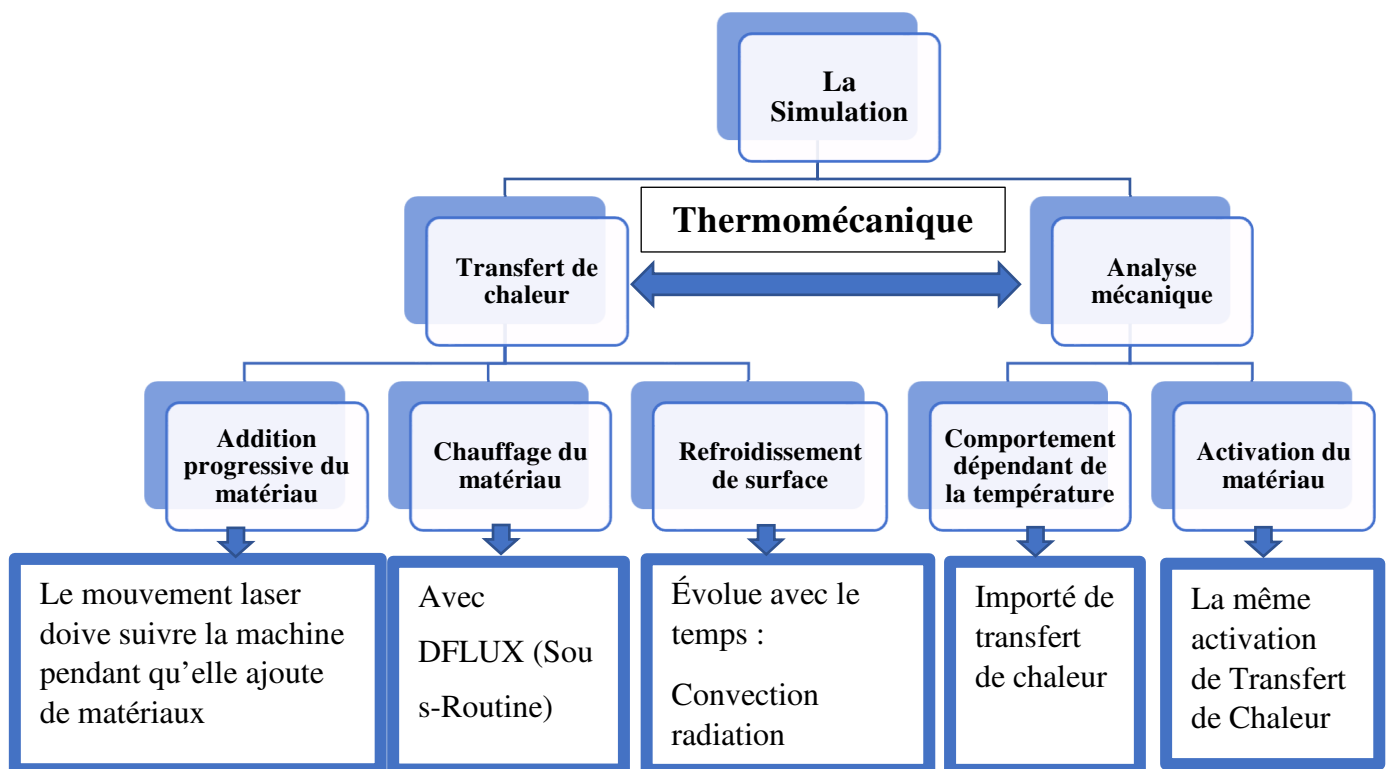 La
Simulation
Thermomécanique
Transfert de
chaleur
Analyse
mécanique
Addition
progressive du
matériau
Chauffage du
matériau
Refroidissement
de surface
Comportement
dépendant de
la température
Activation du
matériau
Le mouvement laser
doive suivre la machine
pendant qu’elle ajoute
de matériaux
Avec
DFLUX (Sou
s-Routine)
Évolue avec le
temps :
Convection
radiation
Importé de
transfert
de chaleur
La même
activation
de Transfert
de Chaleur